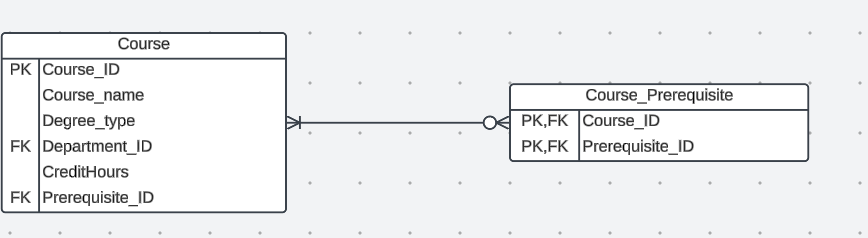 Course
PK Course_ID
Course_name
Degree_type
FK Department_ID
CreditHours
FK Prerequisite_ID
Course_Prerequisite
PK,FK Course_ID
PK,FK Prerequisite_ID